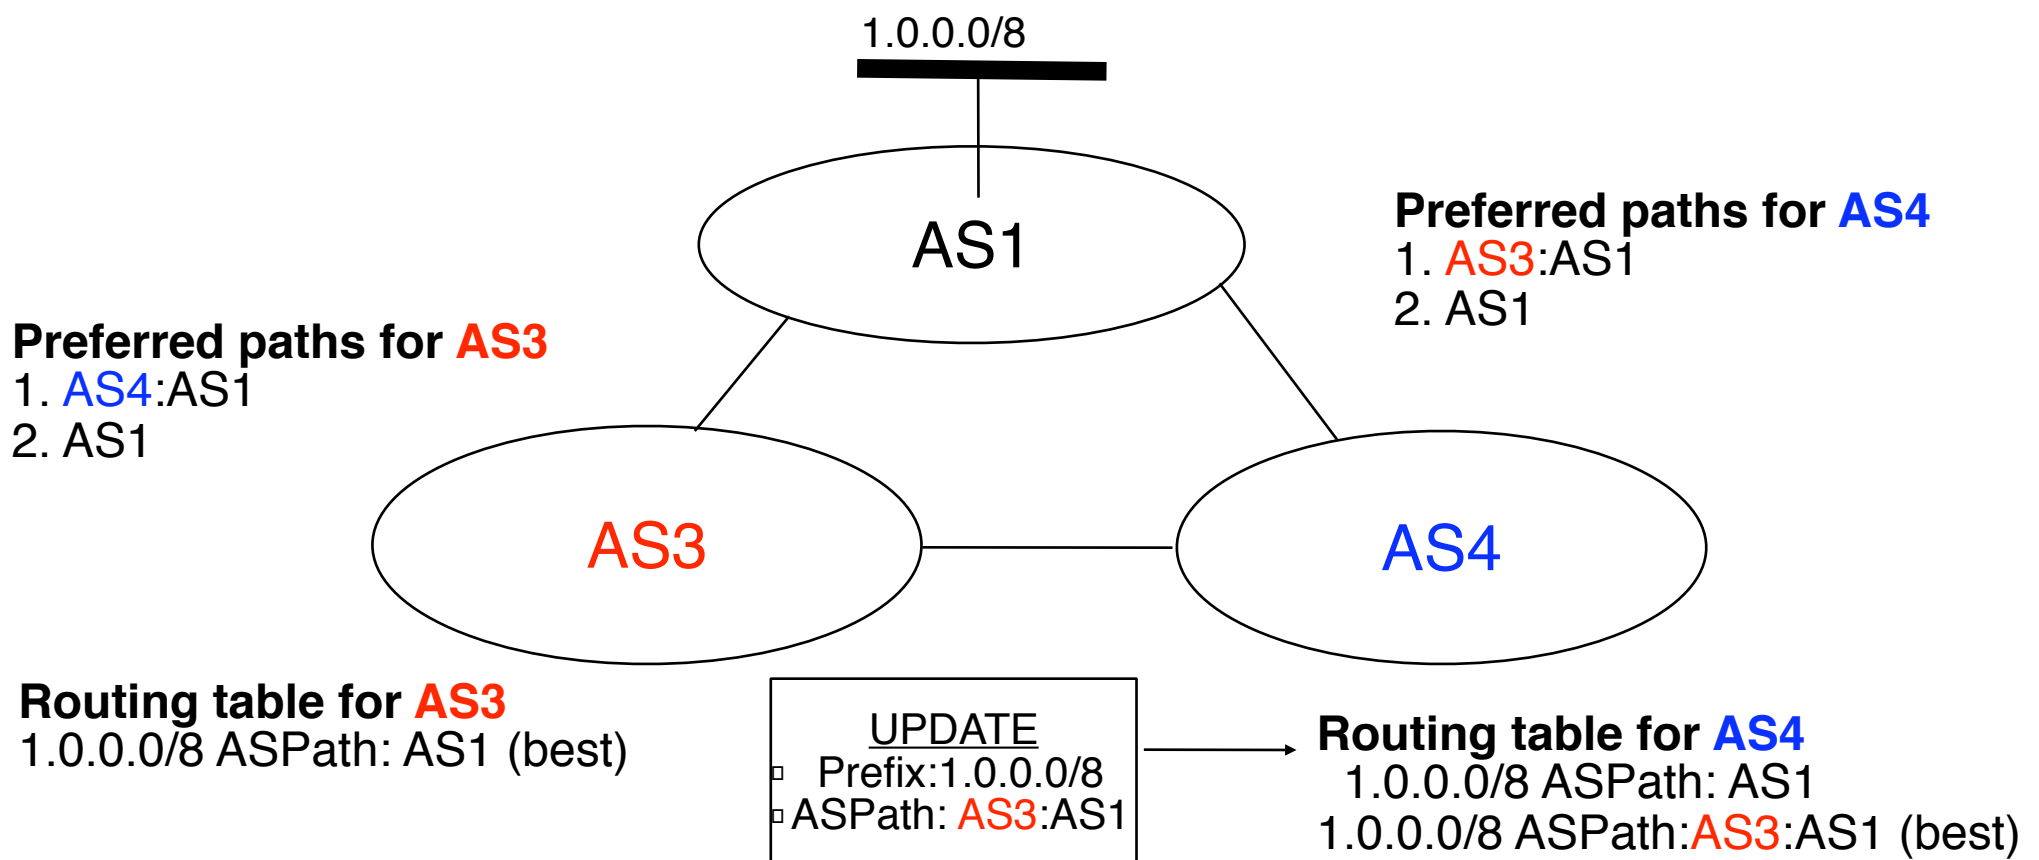 1.0.0.0/8
AS1
Preferred paths for AS4
1. AS3:AS1
2. AS1
Preferred paths for AS3
1. AS4:AS1
2. AS1
AS3
AS4
Routing table for AS3
1.0.0.0/8 ASPath: AS1 (best)
UPDATE
Prefix:1.0.0.0/8
ASPath: AS3:AS1
Routing table for AS4
1.0.0.0/8 ASPath: AS1
1.0.0.0/8 ASPath:AS3:AS1 (best)